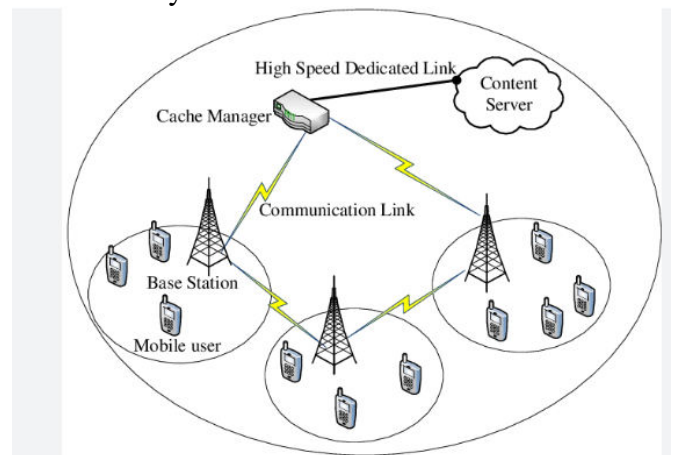 High Speed Dedicated Link
Content
Server
Cache Manager
Communication Link
Base Station
Mobile user